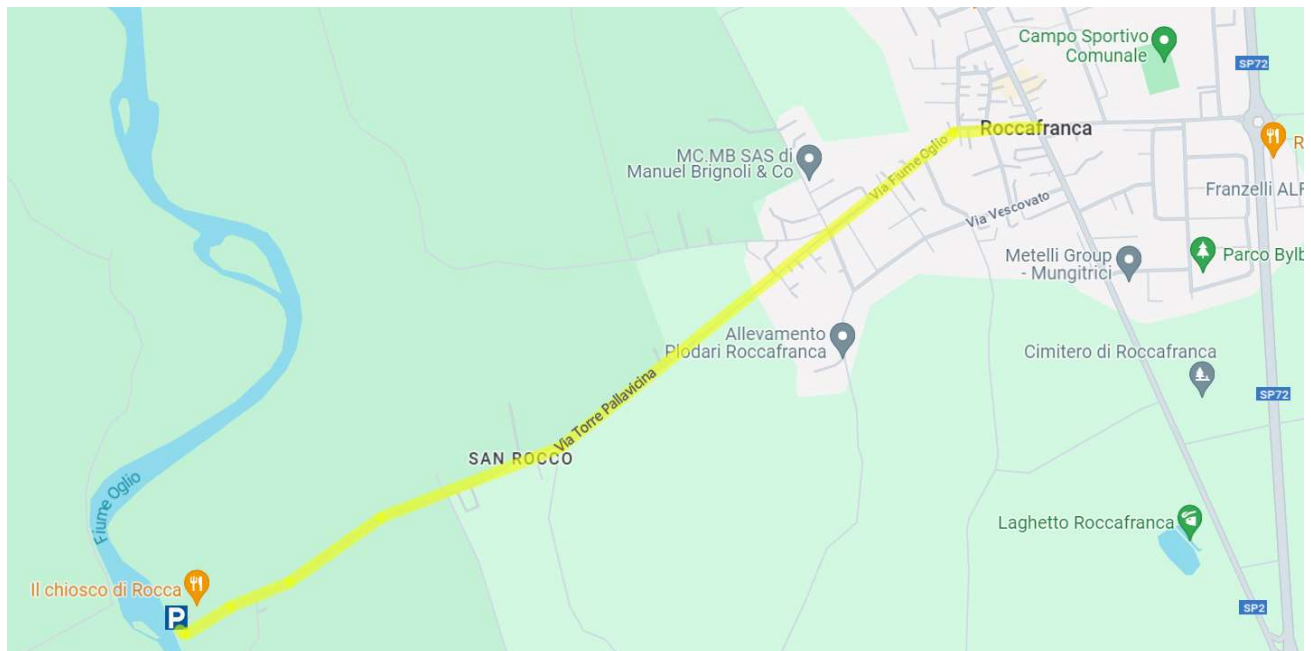 Campo Sportivo
Comunale
SP72
Roccafranca
R
MC.MB SAS di
Manuel Brignoli & Co
Via Fiume Oglio
Franzelli ALF
Via Vescovato
Metelli Group
- Mungitrici
Parco Bylb
Allevamento
Plodari Roccafranca
Cimitero di Roccafranca
SP72
Via Torre Pallavicina
SAN ROCCO
Fiume Oglio
Laghetto Roccafranca
Il chiosco di Rocca
P
SP2